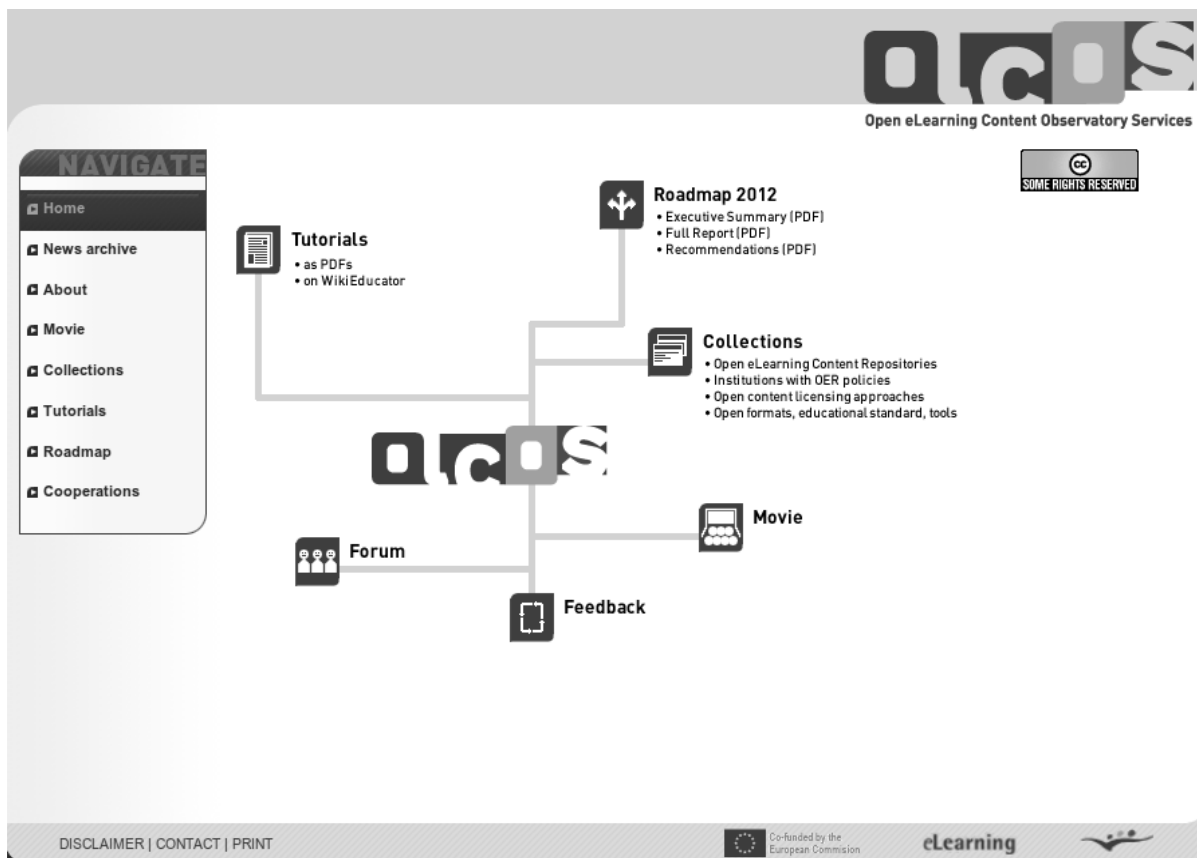 OLCOS
Open eLearning Content Observatory Services
cc
SOME RIGHTS RESERVED
NAVIGATE
Home
News archive
About
Movie
Collections
Tutorials
Roadmap
Cooperations
Tutorials
• as PDFs
• on WikiEducator
Roadmap 2012
• Executive Summary (PDF)
• Full Report (PDF)
• Recommendations (PDF)
Collections
• Open eLearning Content Repositories
• Institutions with OER policies
• Open content licensing approaches
• Open formats, educational standard, tools
OLCOS
Movie
Forum
Feedback
DISCLAIMER | CONTACT | PRINT
Co-funded by the
European Commision
eLearning